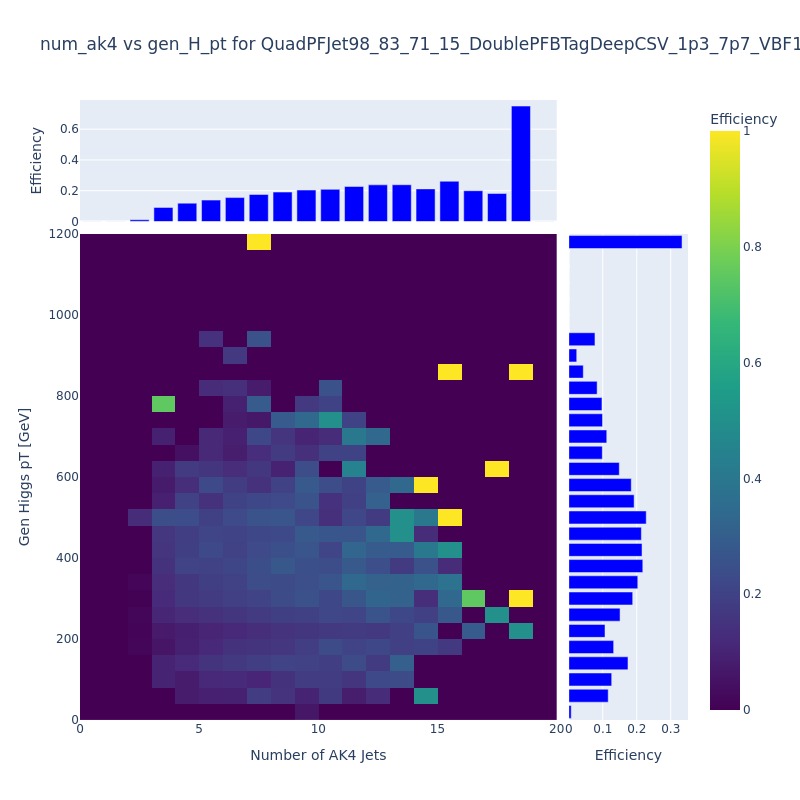 num_ak4 vs gen_H_pt for QuadPFJet98_83_71_15_DoublePFBTagDeepCSV_1p3_7p7_VBF1
Efficiency
0.6
0.4
0.2
0
Efficiency
1
0.8
0.6
0.4
0.2
0
Gen Higgs pT [GeV]
1200
1000
800
600
400
200
0
0 5 10 15 20
0 0.1 0.2 0.3
Number of AK4 Jets
Efficiency